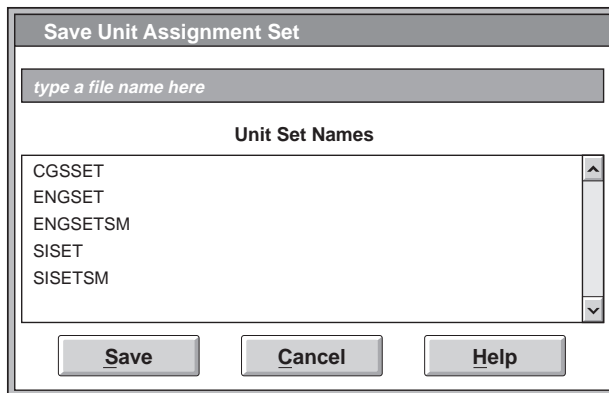 Save Unit Assignment Set
type a file name here
Unit Set Names
CGSSET
ENGSET
ENGSETSM
SISET
SISETSM
Save Cancel Help